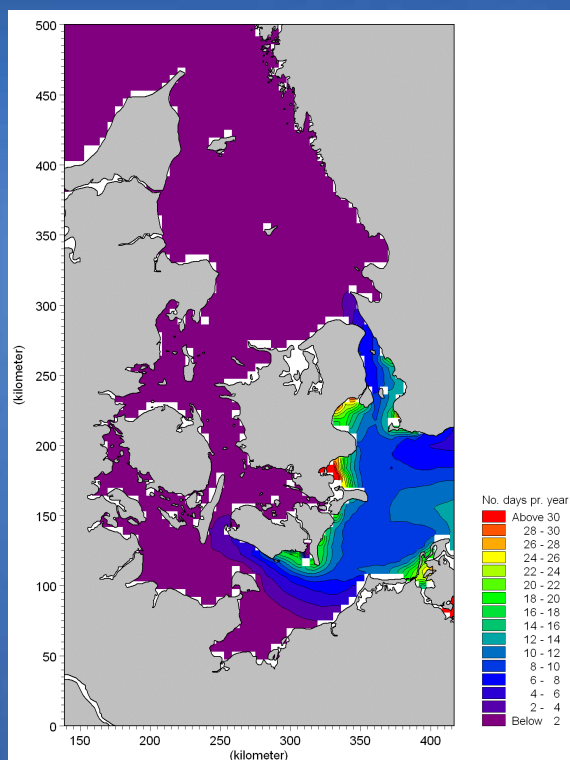 500
450
400
350
300
250
200
150
100
50
0
(kilometer)
150 200 250 300 350 400
(kilometer)
No. days pr. year
Above 30
28 - 30
26 - 28
24 - 26
22 - 24
20 - 22
18 - 20
16 - 18
14 - 16
12 - 14
10 - 12
8 - 10
6 - 8
4 - 6
2 - 4
Below 2